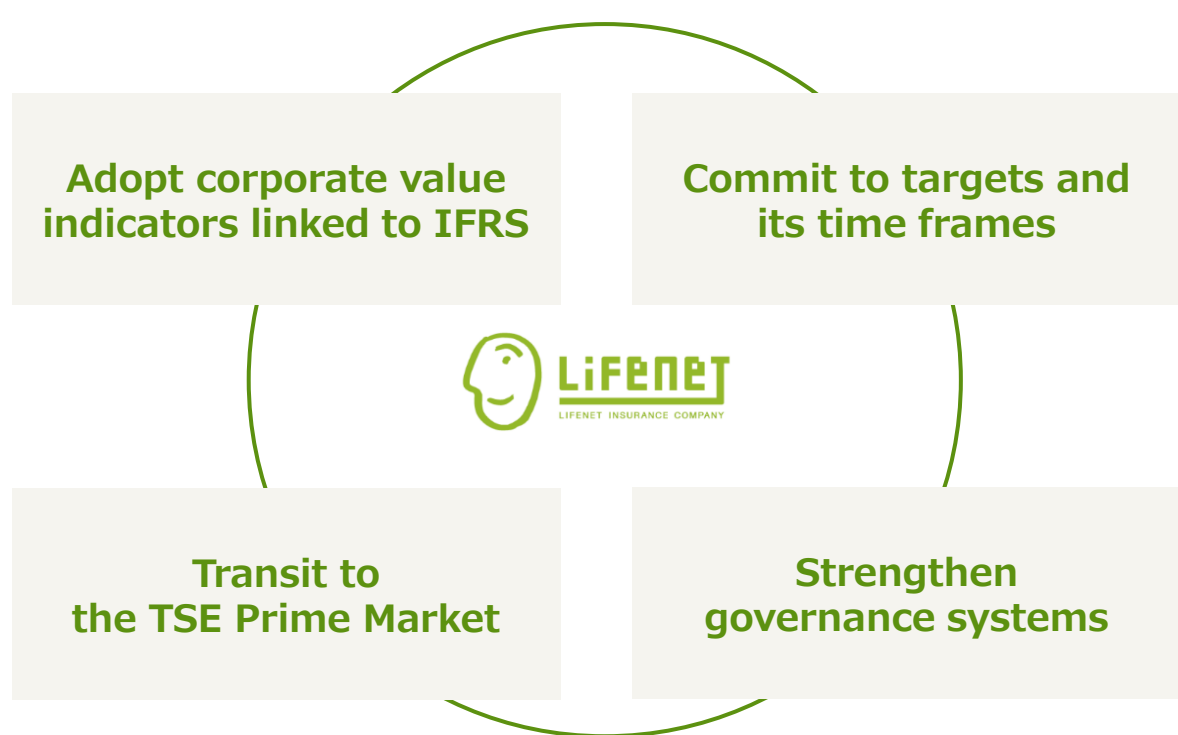 Adopt corporate value
indicators linked to IFRS
Commit to targets and
its time frames
LIFENET
LIFENET INSURANCE COMPANY
Transit to
the TSE Prime Market
Strengthen
governance systems